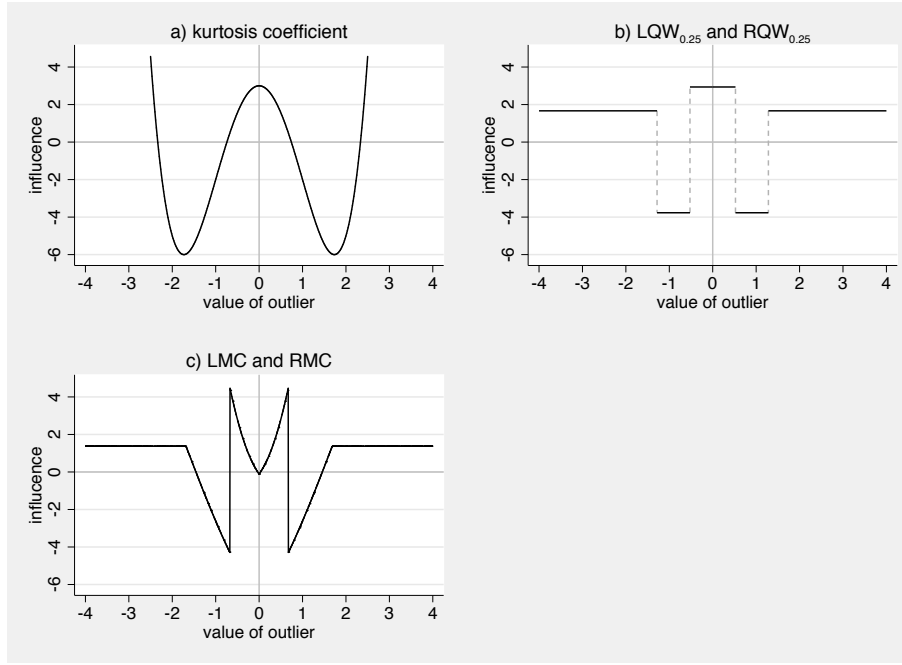 a) kurtosis coefficient
influcence
4
2
0
-2
-4
-6
-4 -3 -2 -1 0 1 2 3 4
value of outlier
b) LQW0.25 and RQW0.25
influcence
4
2
0
-2
-4
-6
-4 -3 -2 -1 0 1 2 3 4
value of outlier
c) LMC and RMC
influcence
4
2
0
-2
-4
-6
-4 -3 -2 -1 0 1 2 3 4
value of outlier